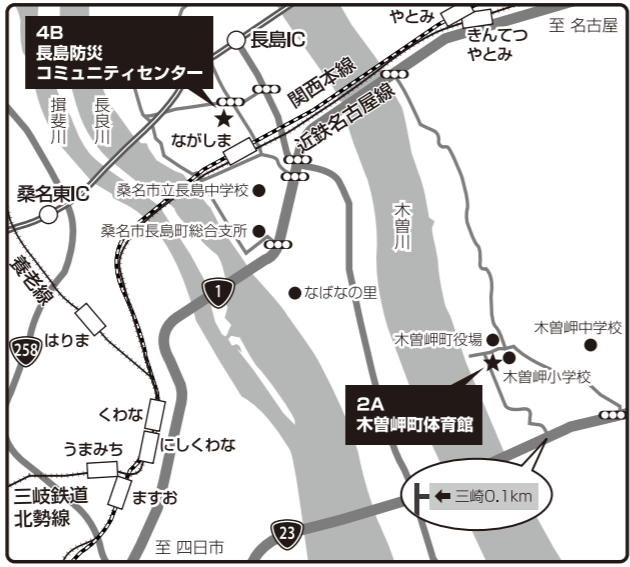 4B
長島防災
コミュニティセンター
長島IC
やとみ
きんてつ
やとみ
至 名古屋
関西本線
近鉄名古屋線
揖斐川
長良川
ながしま
桑名東IC
桑名市立長島中学校
桑名市長島町総合支所
木曽川
養老線
1
なばなの里
258
はりま
木曽岬町役場
木曽岬中学校
木曽岬小学校
2A
木曽岬町体育館
くわな
うまみち
にしくわな
三岐鉄道
北勢線
ますお
三崎0.1km
23
至 四日市